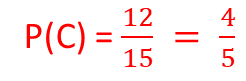 P(C) = 12/15 = 4/5